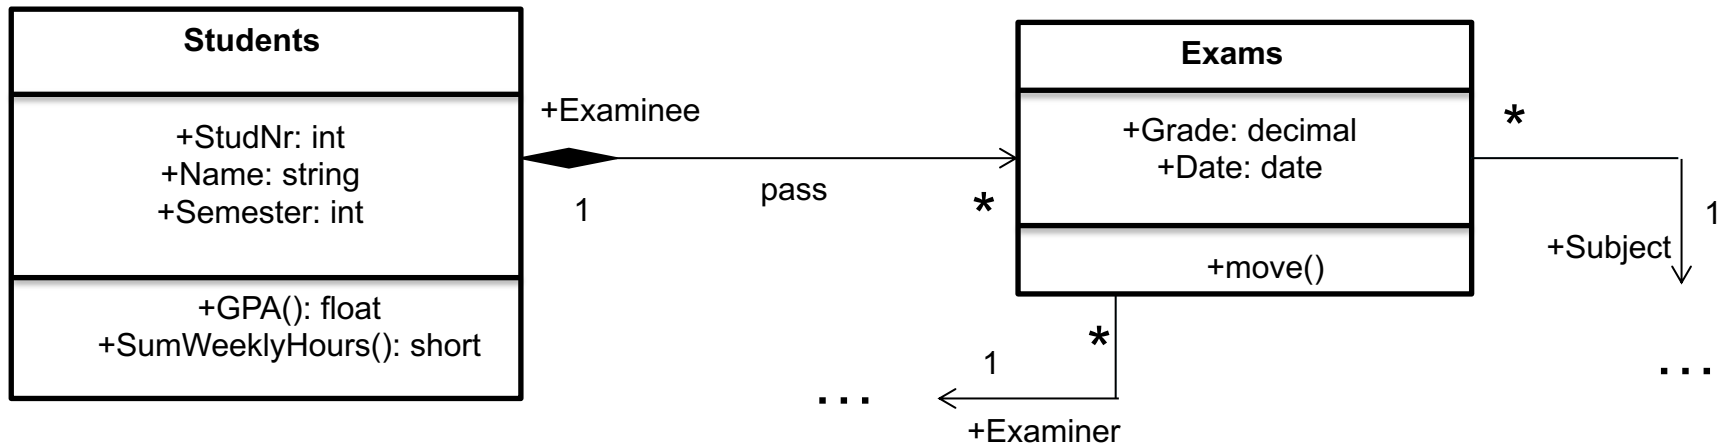 Students
+StudNr: int
+Name: string
+Semester: int
+GPA(): float
+SumWeeklyHours(): short
+Examinee
1
pass
*
Exams
+Grade: decimal
+Date: date
+move()
*
1
+Subject
...
*
1
+Examiner
...